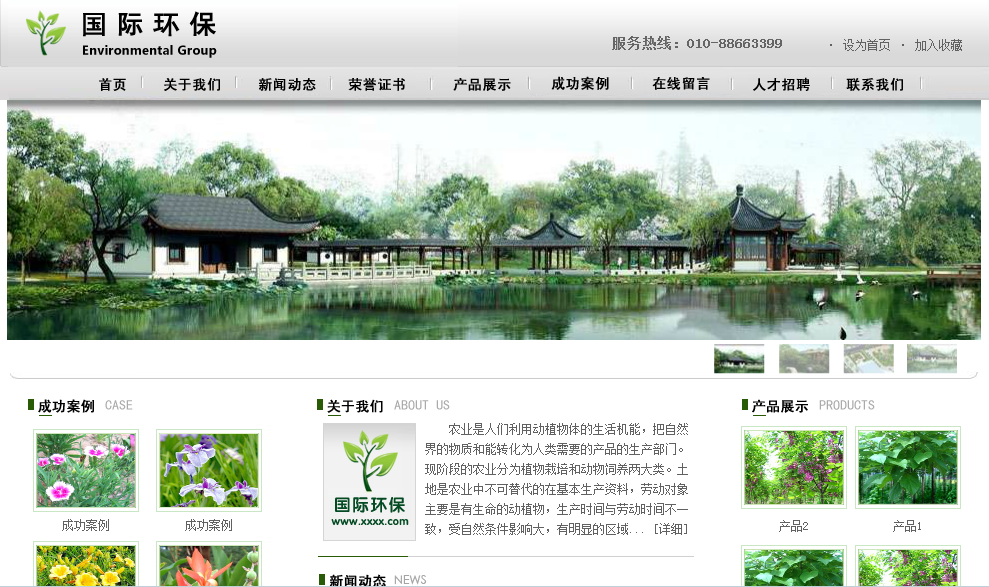 国际环保
Environmental Group
服务热线：010-88663399
· 设为首页 · 加入收藏
首页 关于我们 新闻动态 荣誉证书 产品展示 成功案例 在线留言 人才招聘 联系我们
成功案例 CASE
成功案例 成功案例
关于我们 ABOUT US
国际环保
www.xxxx.com
农业是人们利用动植物体的生活机能，把自然
界的物质和能转化为人类需要的产品的生产部门。
现阶段的农业分为植物栽培和动物饲养两大类。土
地是农业中不可替代的在基本生产资料，劳动对象
主要是有生命的动植物，生产时间与劳动时间不一
致，受自然条件影响大，有明显的区域... [详细]
新闻动态 NEWS
产品展示 PRODUCTS
产品2 产品1